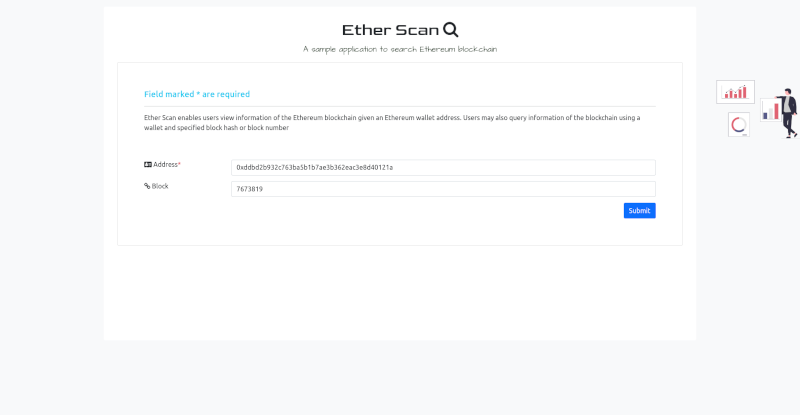 Ether Scan
A sample application to search Ethereum blockchain
Field marked * are required
Ether Scan enables users view information of the Ethereum blockchain given an Ethereum wallet address. Users may also query information of the blockchain using a
wallet and specified block hash or block number
Address*
0xddbd2b932c763ba5b1b7ae3b362eac3e8d40121a
Block
7673819
Submit